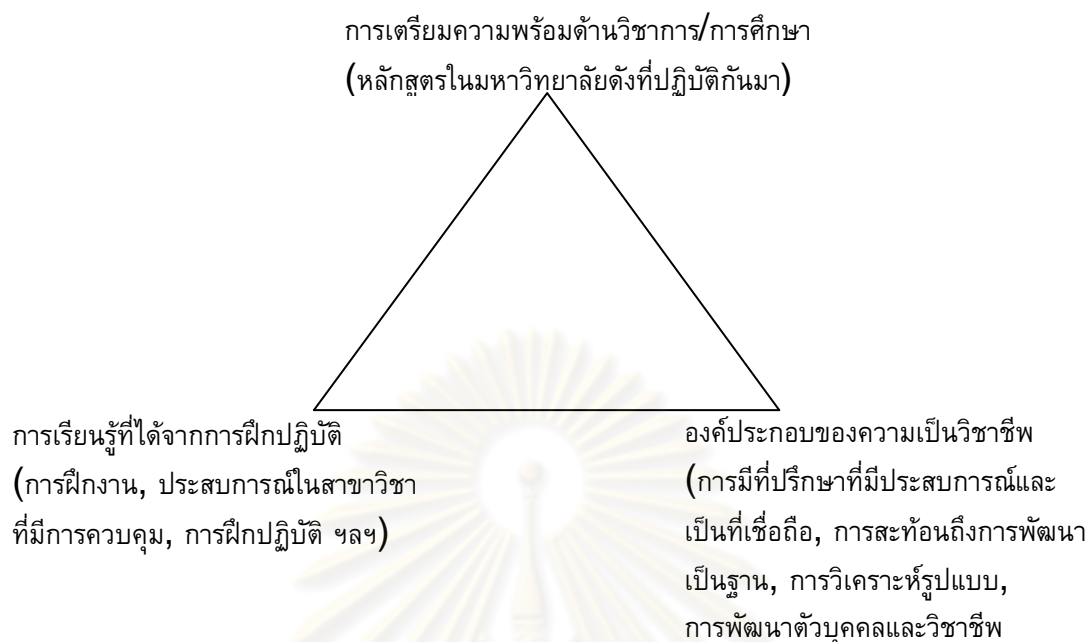 การเตรียมความพร้อมด้านวิชาการ/การศึกษา
(หลักสูตรในมหาวิทยาลัยดังที่ปฏิบัติกันมา)
การเรียนรู้ที่ได้จากการฝึกปฏิบัติ
(การฝึกงาน, ประสบการณ์ในสาขาวิชา
ที่มีการควบคุม, การฝึกปฏิบัติ ฯลฯ)
องค์ประกอบของความเป็นวิชาชีพ
(การมีที่ปรึกษาที่มีประสบการณ์และ
เป็นที่เชื่อถือ, การสะท้อนถึงการพัฒนา
เป็นฐาน, การวิเคราะห์รูปแบบ,
การพัฒนาตัวบุคคลและวิชาชีพ